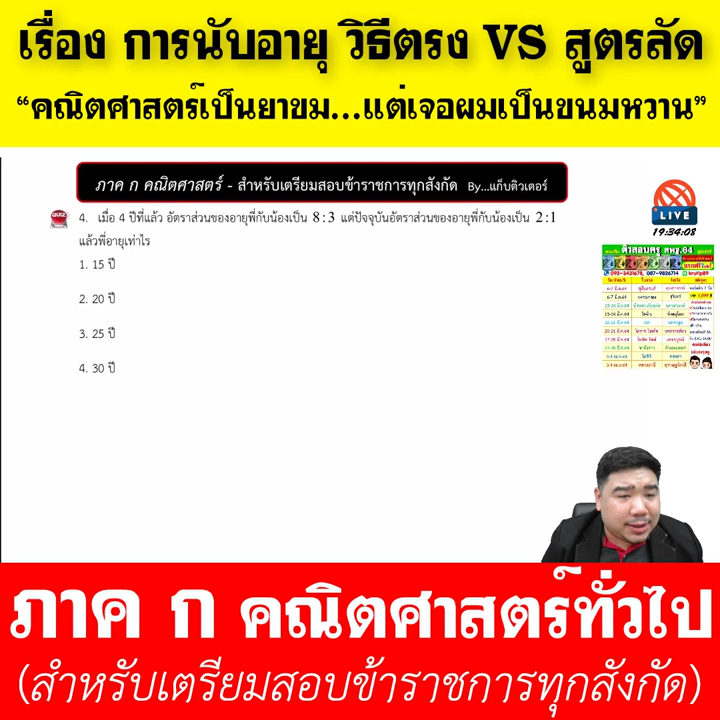 เรื่อง การนับอายุ วิธีตรง VS สูตรลัด
“คณิตศาสตร์เป็นยาขม...แต่เจอผมเป็นขนมหวาน”
ภาค ก คณิตศาสตร์ - สำหรับเตรียมสอบข้าราชการทุกสังกัด By...แก็บติวเตอร์
QUIZ
4. เมื่อ 4 ปีที่แล้ว อัตราส่วนของอายุพี่กับน้องเป็น 8:3 แต่ปัจจุบันอัตราส่วนของอายุพี่กับน้องเป็น 2:1
แล้วพี่อายุเท่าไร
1. 15 ปี
2. 20 ปี
3. 25 ปี
4. 30 ปี
LIVE
19:34:08
ติวสอบครู สพฐ.64
ภาค ก คณิตศาสตร์ทั่วไป
(สำหรับเตรียมสอบข้าราชการทุกสังกัด)